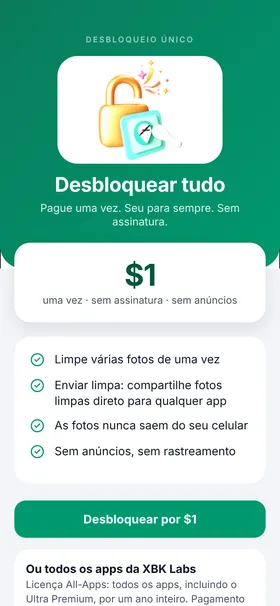 DESBLOQUEIO ÚNICO
Desbloquear tudo
Pague uma vez. Seu para sempre. Sem
assinatura.
$1
uma vez · sem assinatura · sem anúncios
Limpe várias fotos de uma vez
Enviar limpa: compartilhe fotos
limpas direto para qualquer app
As fotos nunca saem do seu celular
Sem anúncios, sem rastreamento
Desbloquear por $1
Ou todos os apps da XBK Labs
Licença All-Apps: todos os apps, incluindo o
Ultra Premium, por um ano inteiro. Pagamento